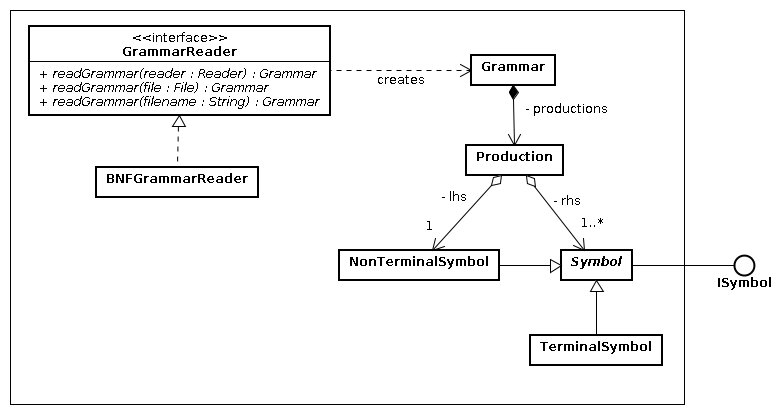 <<interface>>
GrammarReader
+ readGrammar(reader : Reader) : Grammar
+ readGrammar(file : File) : Grammar
+ readGrammar(filename : String) : Grammar
creates
Grammar
- productions
Production
BNFGrammarReader
- lhs
- rhs
1
1..*
NonTerminalSymbol
Symbol
ISymbol
TerminalSymbol